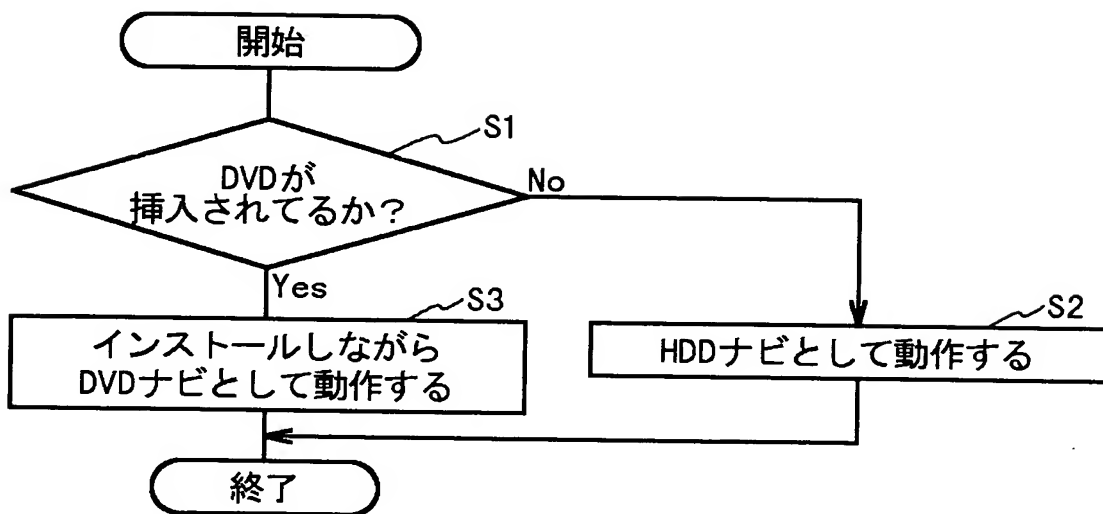 開始
S1
DVDが
挿入されてるか?
No
Yes
S3
インストールしながら
DVDナビとして動作する
S2
HDDナビとして動作する
終了